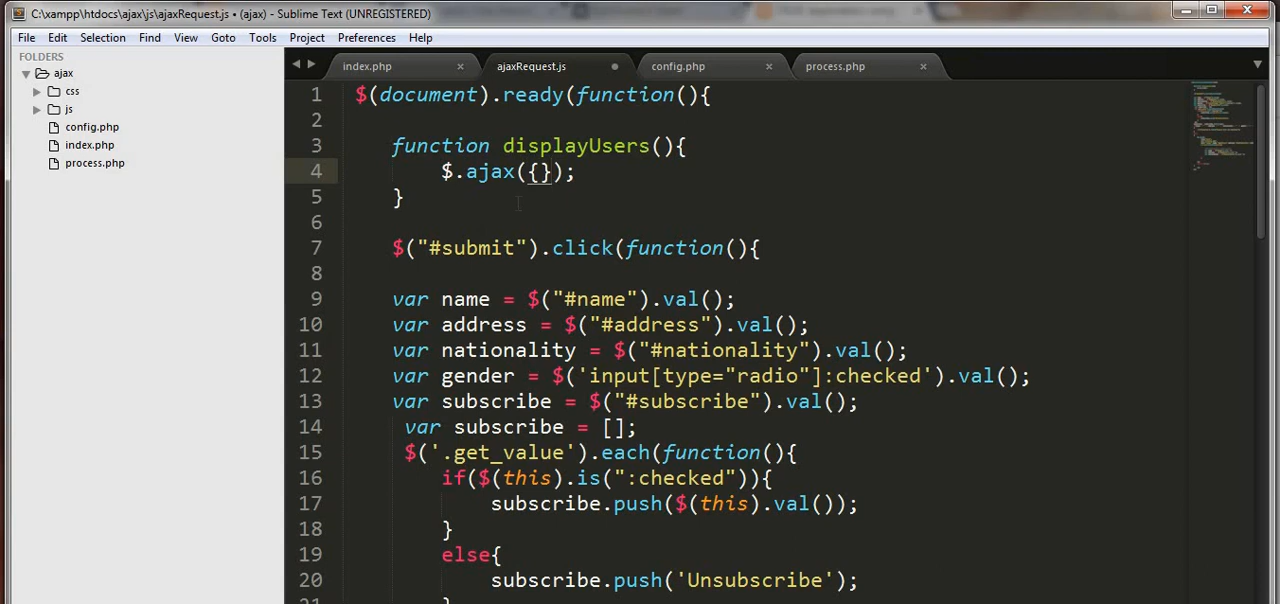 C:\xampp\htdocs\ajax\js\ajaxRequest.js • (ajax) - Sublime Text (UNREGISTERED)
File Edit Selection Find View Goto Tools Project Preferences Help
FOLDERS
ajax
css
js
config.php
index.php
process.php
index.php ajaxRequest.js config.php process.php
1 $(document).ready(function(){
2
3 function displayUsers(){
4 $.ajax({});
5 }
6
7 $("#submit").click(function(){
8
9 var name = $("#name").val();
10 var address = $("#address").val();
11 var nationality = $("#nationality").val();
12 var gender = $('input[type="radio"]:checked').val();
13 var subscribe = $("#subscribe").val();
14 var subscribe = [];
15 $('.get_value').each(function(){
16 if($(this).is(":checked")){
17 subscribe.push($(this).val());
18 }
19 else{
20 subscribe.push('Unsubscribe');
21 }